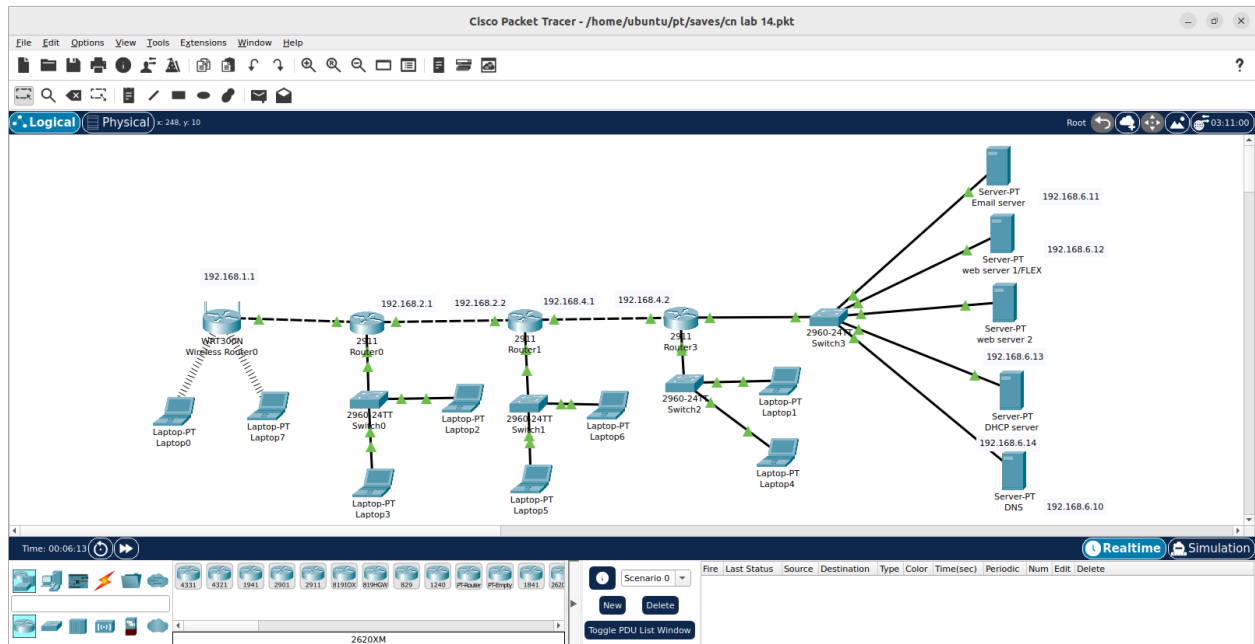 Cisco Packet Tracer - /home/ubuntu/pt/saves/cn lab 14.pkt
File Edit Options View Tools Extensions Window Help
?
Logical Physical x: 248, y: 10 Root 03:11:00
Server-PT
Email server
192.168.6.11
Server-PT
web server 1/FLEX
192.168.6.12
Server-PT
web server 2
192.168.6.13
Server-PT
DHCP server
192.168.6.14
Server-PT
DNS
192.168.6.10
192.168.1.1
192.168.2.1
192.168.2.2
192.168.4.1
192.168.4.2
WRT300N
Wireless Router0
2911
Router0
2911
Router1
2911
Router3
2960-24TT
Switch3
Laptop-PT
Laptop0
Laptop-PT
Laptop7
2960-24TT
Switch0
Laptop-PT
Laptop2
2960-24TT
Switch1
Laptop-PT
Laptop6
2960-24TT
Switch2
Laptop-PT
Laptop1
Laptop-PT
Laptop3
Laptop-PT
Laptop5
Laptop-PT
Laptop4
Time: 00:06:13 Realtime Simulation
4331 4321 1941 2901 2911 819IOX 819HGW 829 1240 PT-Router PT-Empty 1841
2620XM
Scenario 0
New Delete
Toggle PDU List Window
Fire Last Status Source Destination Type Color Time(sec) Periodic Num Edit Delete